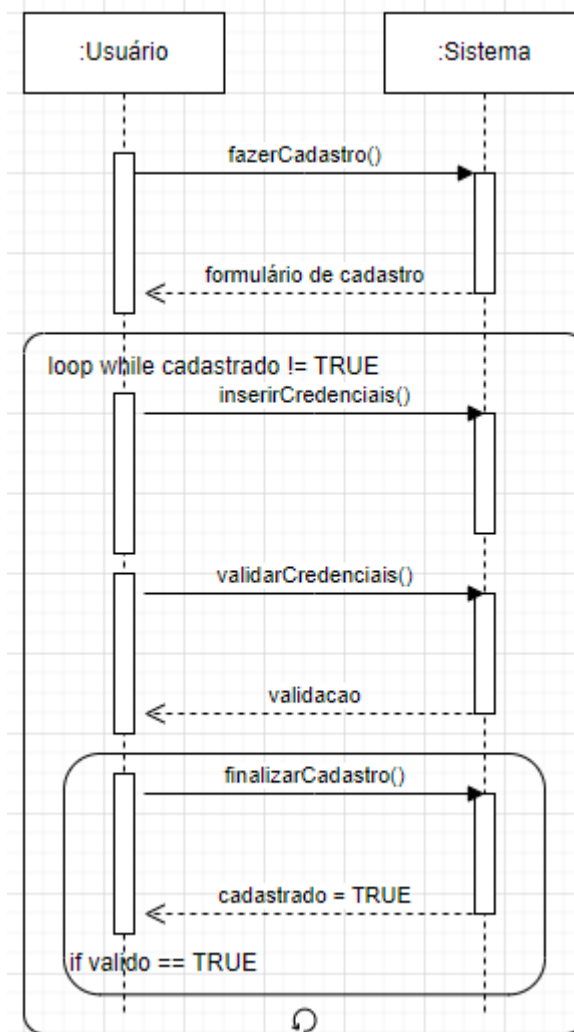 :Usuário
:Sistema
fazerCadastro()
formulário de cadastro
loop while cadastrado != TRUE
inserirCredenciais()
validarCredenciais()
validacao
finalizarCadastro()
cadastrado = TRUE
if valido == TRUE